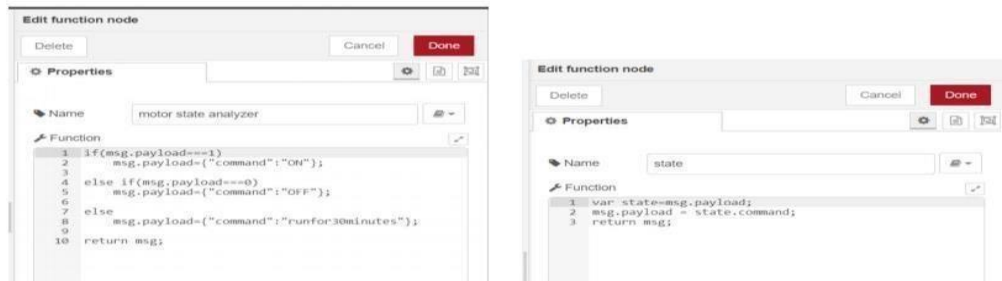 Edit function node
Delete Cancel Done
Properties
Name motor state analyzer
Function
1 if(msg.payload===1)
2 msg.payload={"command":"ON"};
3
4 else if(msg.payload===0)
5 msg.payload={"command":"OFF"};
6
7 else
8 msg.payload={"command":"runfor30minutes"};
9
10 return msg;
Edit function node
Delete Cancel Done
Properties
Name state
Function
1 var state=msg.payload;
2 msg.payload = state.command;
3 return msg;